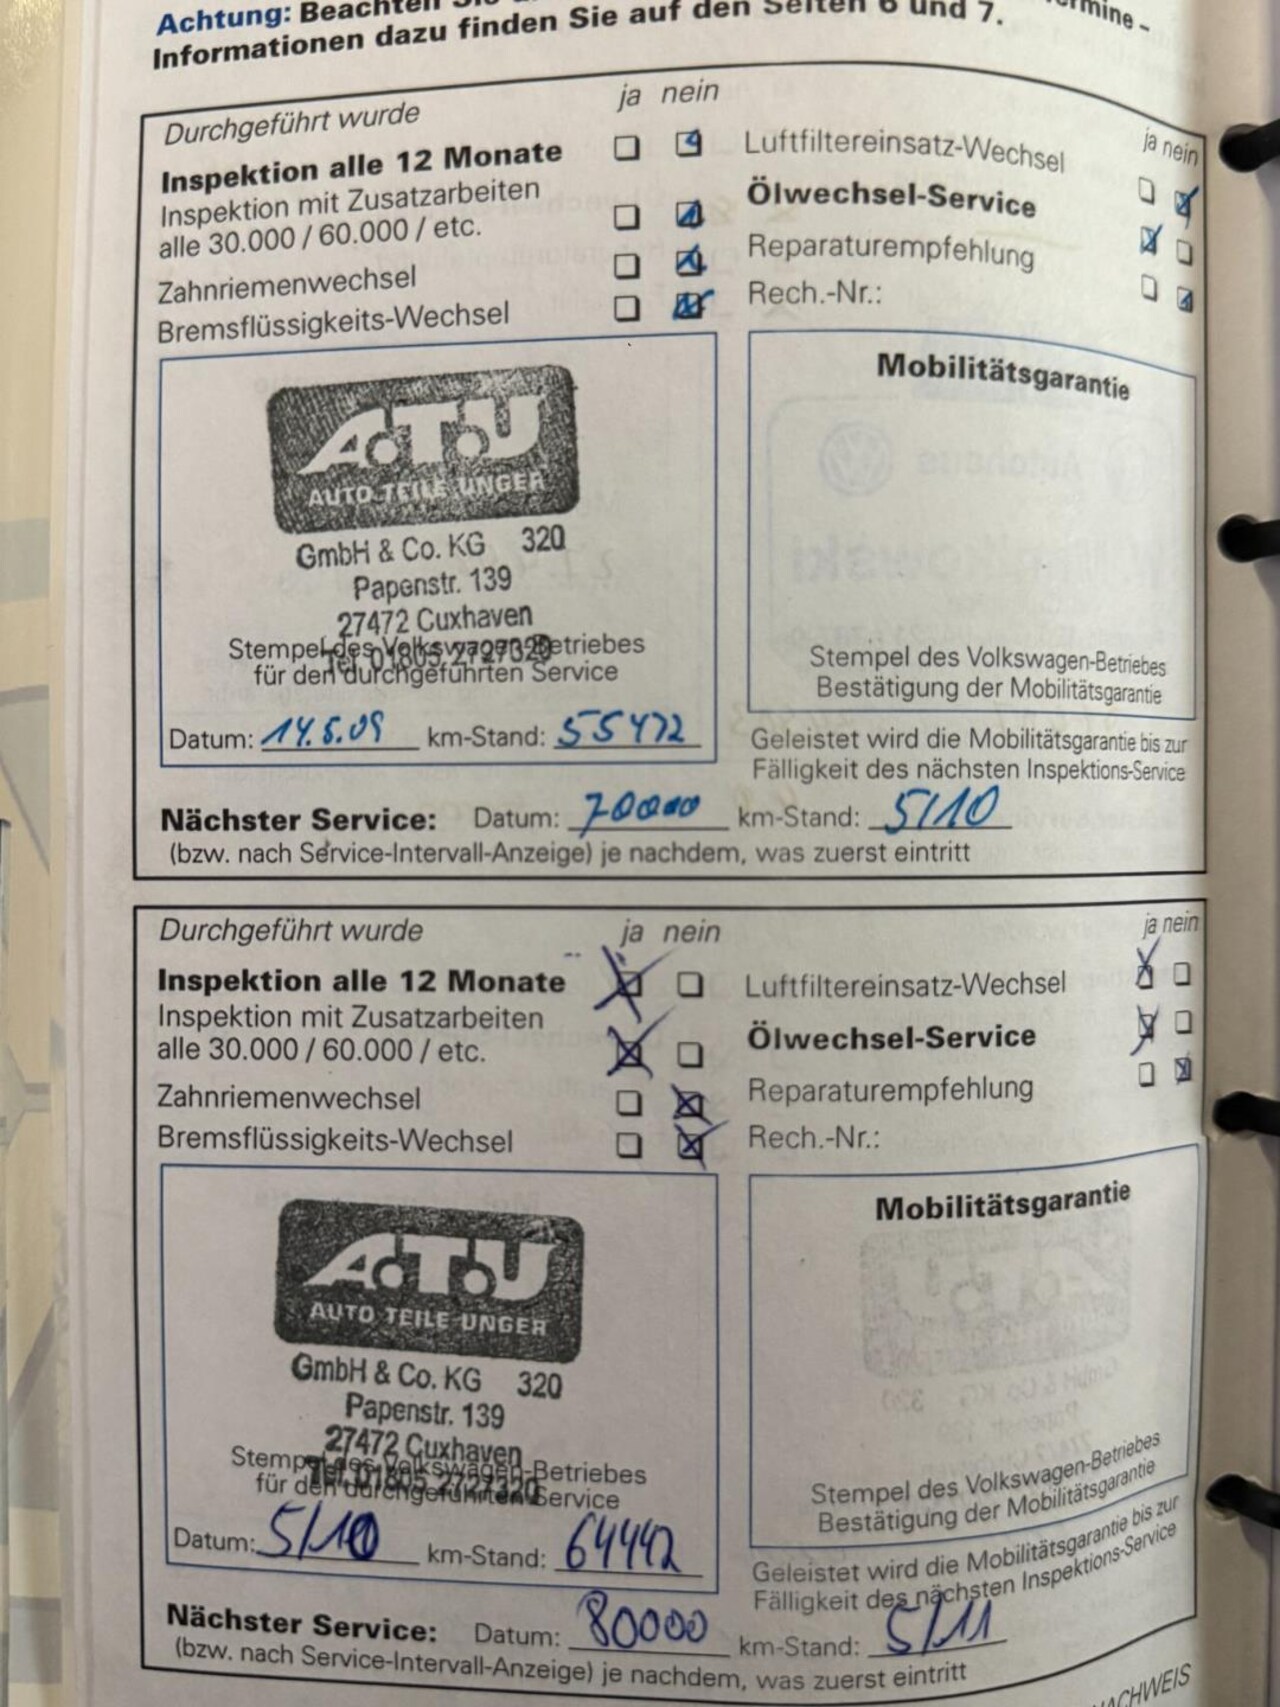 Achtung: Beachten
Informationen dazu finden Sie auf den Seiten 6 und 7.
Durchgeführt wurde ja nein
Inspektion alle 12 Monate
Inspektion mit Zusatzarbeiten
alle 30.000 / 60.000 / etc.
Zahnriemenwechsel
Bremsflüssigkeits-Wechsel
ja nein
Luftfiltereinsatz-Wechsel
Ölwechsel-Service
Reparaturempfehlung
Rech.-Nr.:
A.T.U
AUTO TEILE UNGER
GmbH & Co. KG 320
Papenstr. 139
27472 Cuxhaven
Tel. 01805 2727320
Stempel des Volkswagen-Betriebes
für den durchgeführten Service
Datum: 14.5.09 km-Stand: 55472
Mobilitätsgarantie
Stempel des Volkswagen-Betriebes
Bestätigung der Mobilitätsgarantie
Geleistet wird die Mobilitätsgarantie bis zur
Fälligkeit des nächsten Inspektions-Service
Nächster Service: Datum: 70000 km-Stand: 5/10
(bzw. nach Service-Intervall-Anzeige) je nachdem, was zuerst eintritt
Durchgeführt wurde ja nein
Inspektion alle 12 Monate
Inspektion mit Zusatzarbeiten
alle 30.000 / 60.000 / etc.
Zahnriemenwechsel
Bremsflüssigkeits-Wechsel
ja nein
Luftfiltereinsatz-Wechsel
Ölwechsel-Service
Reparaturempfehlung
Rech.-Nr.:
A.T.U
AUTO TEILE UNGER
GmbH & Co. KG 320
Papenstr. 139
27472 Cuxhaven
Tel. 01805 2727320
Stempel des Volkswagen-Betriebes
für den durchgeführten Service
Datum: 5/10 km-Stand: 64442
Mobilitätsgarantie
Stempel des Volkswagen-Betriebes
Bestätigung der Mobilitätsgarantie
Geleistet wird die Mobilitätsgarantie bis zur
Fälligkeit des nächsten Inspektions-Service
Nächster Service: Datum: 80000 km-Stand: 5/11
(bzw. nach Service-Intervall-Anzeige) je nachdem, was zuerst eintritt